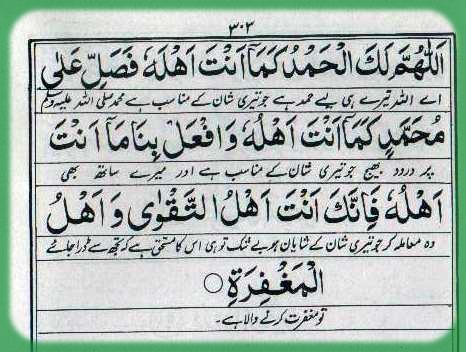 ٣٠٢
اَللّٰهُمَّ لَكَ الْحَمْدُ كَمَآ اَنْتَ اَهْلُهٗ فَصَلِّ عَلٰى
اے اللہ تیرے ہی لیے حمد ہے جو تیری شان کے مناسب ہے محمد صلی اللہ علیہ وسلم
مُحَمَّدٍ كَمَآ اَنْتَ اَهْلُهٗ وَافْعَلْ بِنَا مَآ اَنْتَ
پر درود بھیج جو تیری شان کے مناسب ہے اور میرے ساتھ بھی
اَهْلُهٗ فَاِنَّكَ اَنْتَ اَهْلُ التَّقْوٰى وَ اَهْلُ
وہ معاملہ کر جو تیری شان کے شایان ہو بے شک تو ہی اس کا مستحق ہے کہ تجھ سے ڈرا جائے
الْمَغْفِرَةِ ○
تو مغفرت کرنے والا ہے۔